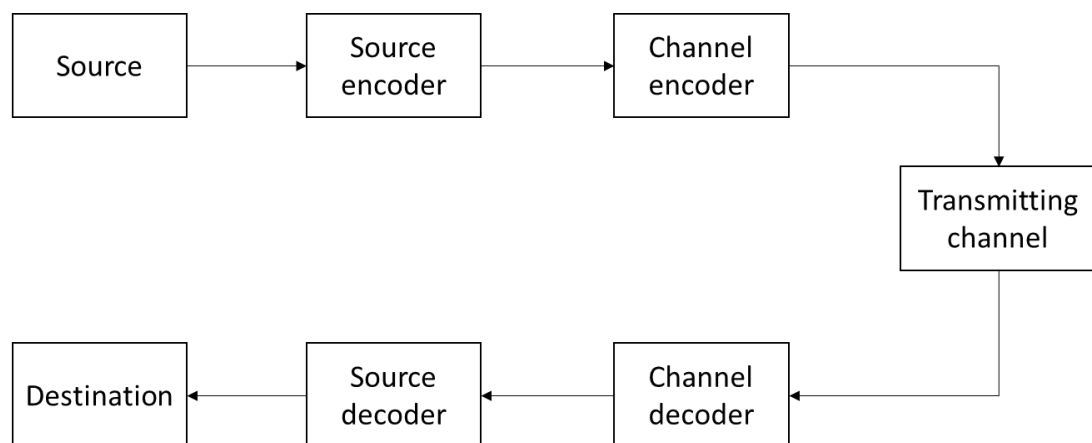 Source
Source
encoder
Channel
encoder
Transmitting
channel
Destination
Source
decoder
Channel
decoder